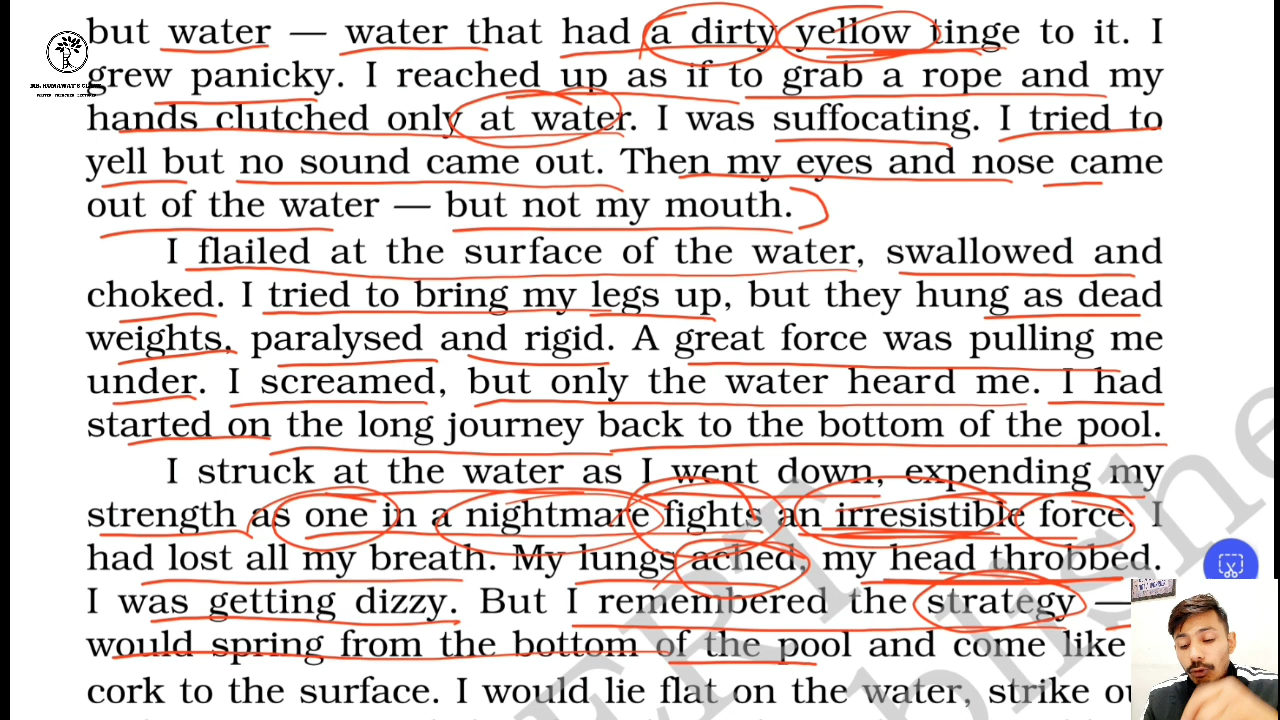 but water — water that had a dirty yellow tinge to it. I
grew panicky. I reached up as if to grab a rope and my
hands clutched only at water. I was suffocating. I tried to
yell but no sound came out. Then my eyes and nose came
out of the water — but not my mouth.
I flailed at the surface of the water, swallowed and
choked. I tried to bring my legs up, but they hung as dead
weights, paralysed and rigid. A great force was pulling me
under. I screamed, but only the water heard me. I had
started on the long journey back to the bottom of the pool.
I struck at the water as I went down, expending my
strength as one in a nightmare fights an irresistible force. I
had lost all my breath. My lungs ached, my head throbbed.
I was getting dizzy. But I remembered the strategy —
would spring from the bottom of the pool and come like
cork to the surface. I would lie flat on the water, strike